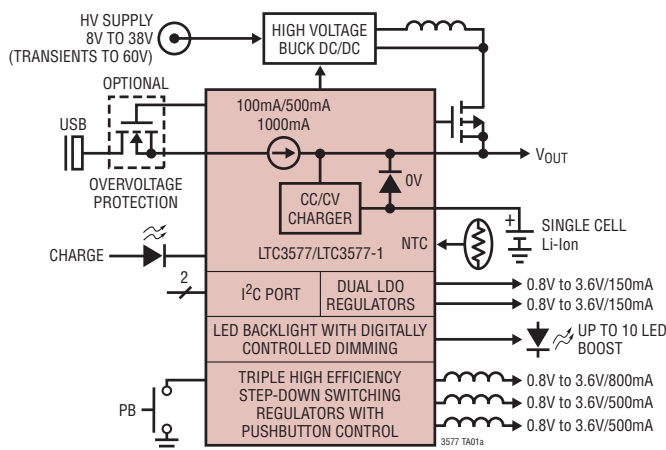 HV SUPPLY
8V TO 38V
(TRANSIENTS TO 60V)
HIGH VOLTAGE
BUCK DC/DC
OPTIONAL
USB
OVERVOLTAGE
PROTECTION
100mA/500mA
1000mA
VOUT
0V
CC/CV
CHARGER
LTC3577/LTC3577-1
NTC
+
SINGLE CELL
Li-Ion
CHARGE
2
I2C PORT
DUAL LDO
REGULATORS
0.8V to 3.6V/150mA
0.8V to 3.6V/150mA
LED BACKLIGHT WITH DIGITALLY
CONTROLLED DIMMING
UP TO 10 LED
BOOST
PB
TRIPLE HIGH EFFICIENCY
STEP-DOWN SWITCHING
REGULATORS WITH
PUSHBUTTON CONTROL
0.8V to 3.6V/800mA
0.8V to 3.6V/500mA
0.8V to 3.6V/500mA
3577 TA01a